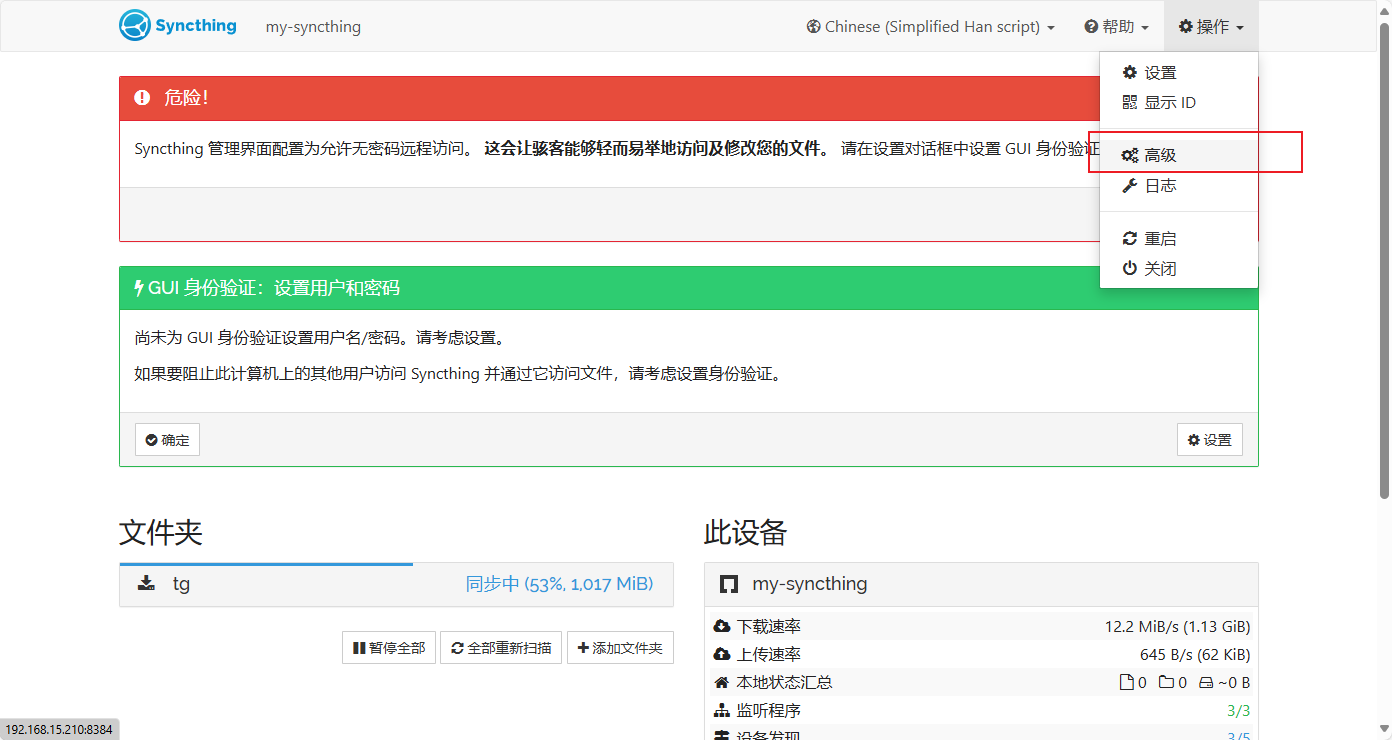 Syncthing
my-syncthing
Chinese (Simplified Han script)
帮助
操作
设置
显示 ID
高级
日志
重启
关闭
危险!
Syncthing 管理界面配置为允许无密码远程访问。 这会让骇客能够轻而易举地访问及修改您的文件。 请在设置对话框中设置 GUI 身份验证
GUI 身份验证：设置用户和密码
尚未为 GUI 身份验证设置用户名/密码。请考虑设置。
如果要阻止此计算机上的其他用户访问 Syncthing 并通过它访问文件，请考虑设置身份验证。
确定
设置
文件夹
tg
同步中 (53%, 1,017 MiB)
暂停全部
全部重新扫描
添加文件夹
此设备
my-syncthing
下载速率
12.2 MiB/s (1.13 GiB)
上传速率
645 B/s (62 KiB)
本地状态汇总
0 0 ~0 B
监听程序
3/3
设备发现
3/5
192.168.15.210:8384